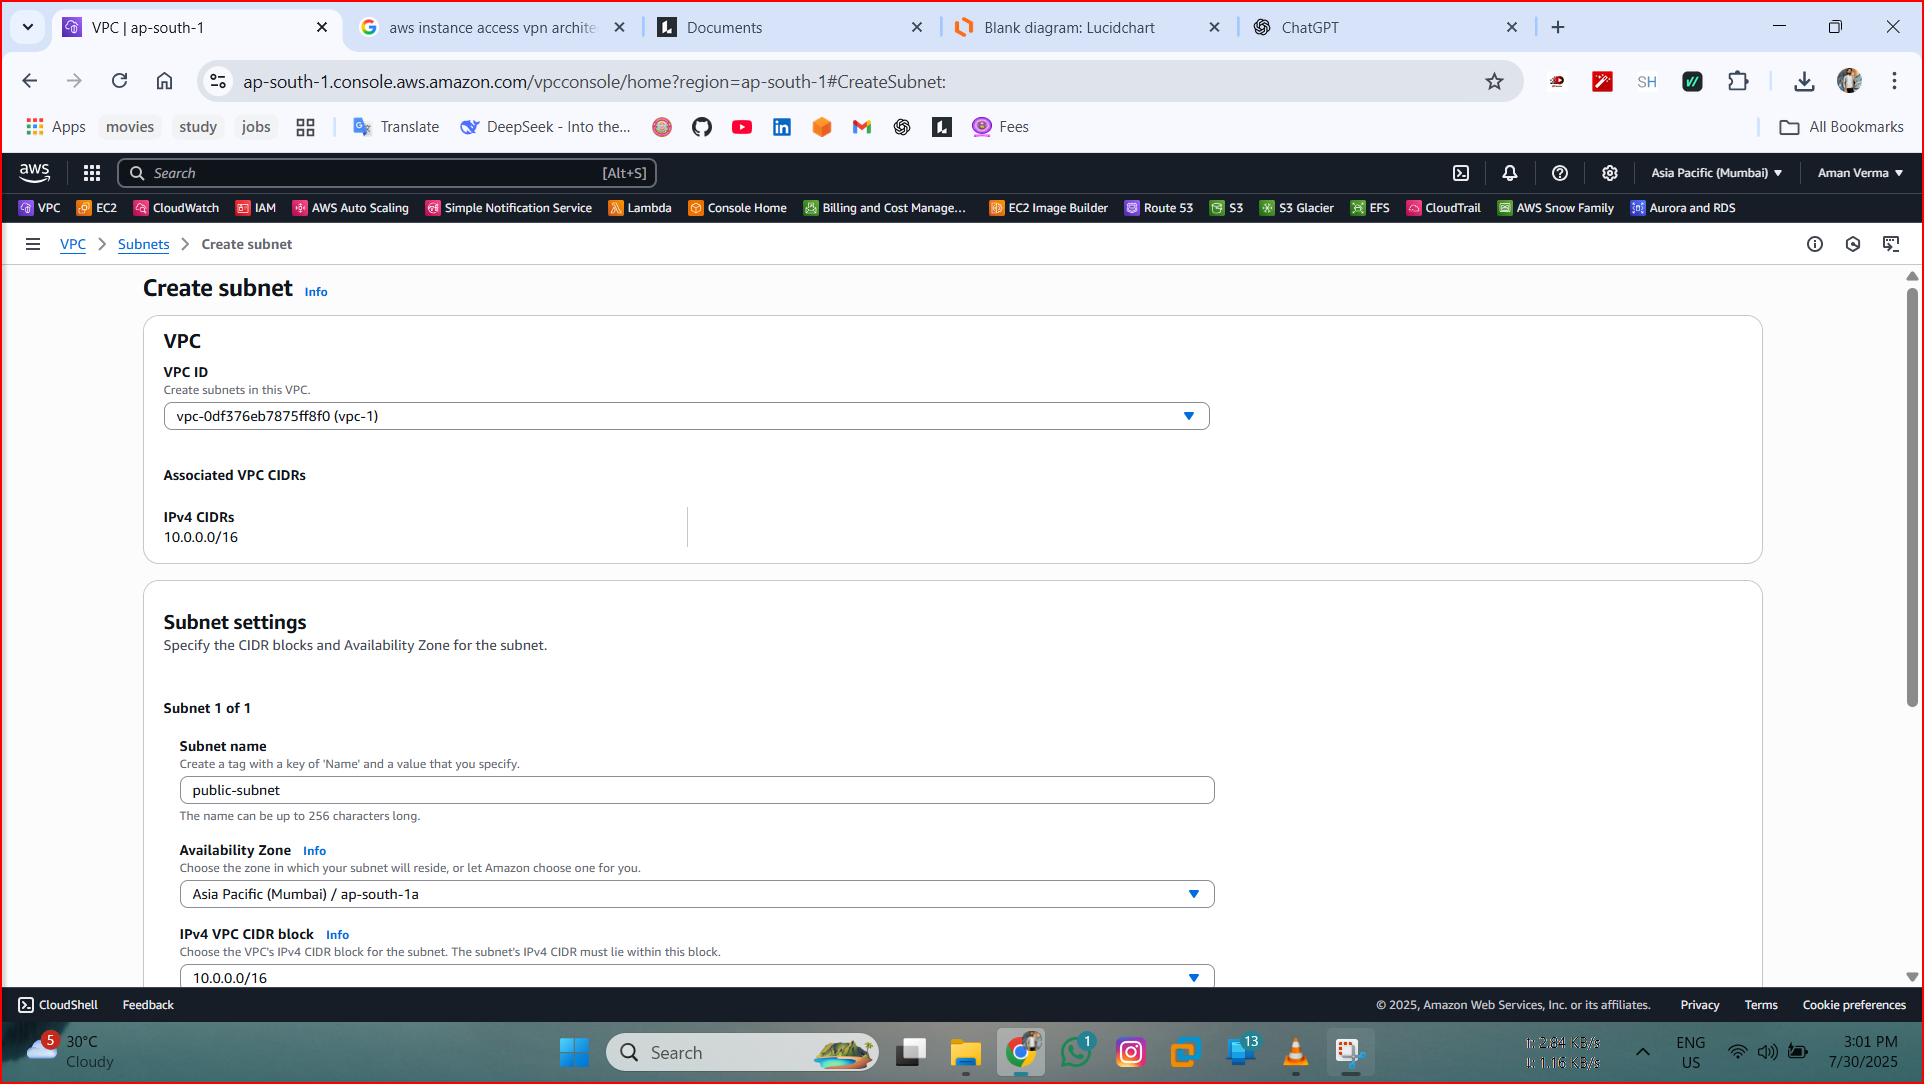 VPC | ap-south-1
aws instance access vpn archite
Documents
Blank diagram: Lucidchart
ChatGPT
ap-south-1.console.aws.amazon.com/vpcconsole/home?region=ap-south-1#CreateSubnet:
SH
Apps
movies
study
jobs
Translate
DeepSeek - Into the...
Fees
All Bookmarks
aws
Search
[Alt+S]
Asia Pacific (Mumbai)
Aman Verma
VPC
EC2
CloudWatch
IAM
AWS Auto Scaling
Simple Notification Service
Lambda
Console Home
Billing and Cost Manage...
EC2 Image Builder
Route 53
S3
S3 Glacier
EFS
CloudTrail
AWS Snow Family
Aurora and RDS
VPC
Subnets
Create subnet
Create subnet Info
VPC
VPC ID
Create subnets in this VPC.
vpc-0df376eb7875ff8f0 (vpc-1)
Associated VPC CIDRs
IPv4 CIDRs
10.0.0.0/16
Subnet settings
Specify the CIDR blocks and Availability Zone for the subnet.
Subnet 1 of 1
Subnet name
Create a tag with a key of 'Name' and a value that you specify.
public-subnet
The name can be up to 256 characters long.
Availability Zone Info
Choose the zone in which your subnet will reside, or let Amazon choose one for you.
Asia Pacific (Mumbai) / ap-south-1a
IPv4 VPC CIDR block Info
Choose the VPC's IPv4 CIDR block for the subnet. The subnet's IPv4 CIDR must lie within this block.
10.0.0.0/16
CloudShell
Feedback
© 2025, Amazon Web Services, Inc. or its affiliates.
Privacy
Terms
Cookie preferences
5
30°C
Cloudy
Search
1
13
2.84 KB/s
1.16 KB/s
ENG
US
3:01 PM
7/30/2025